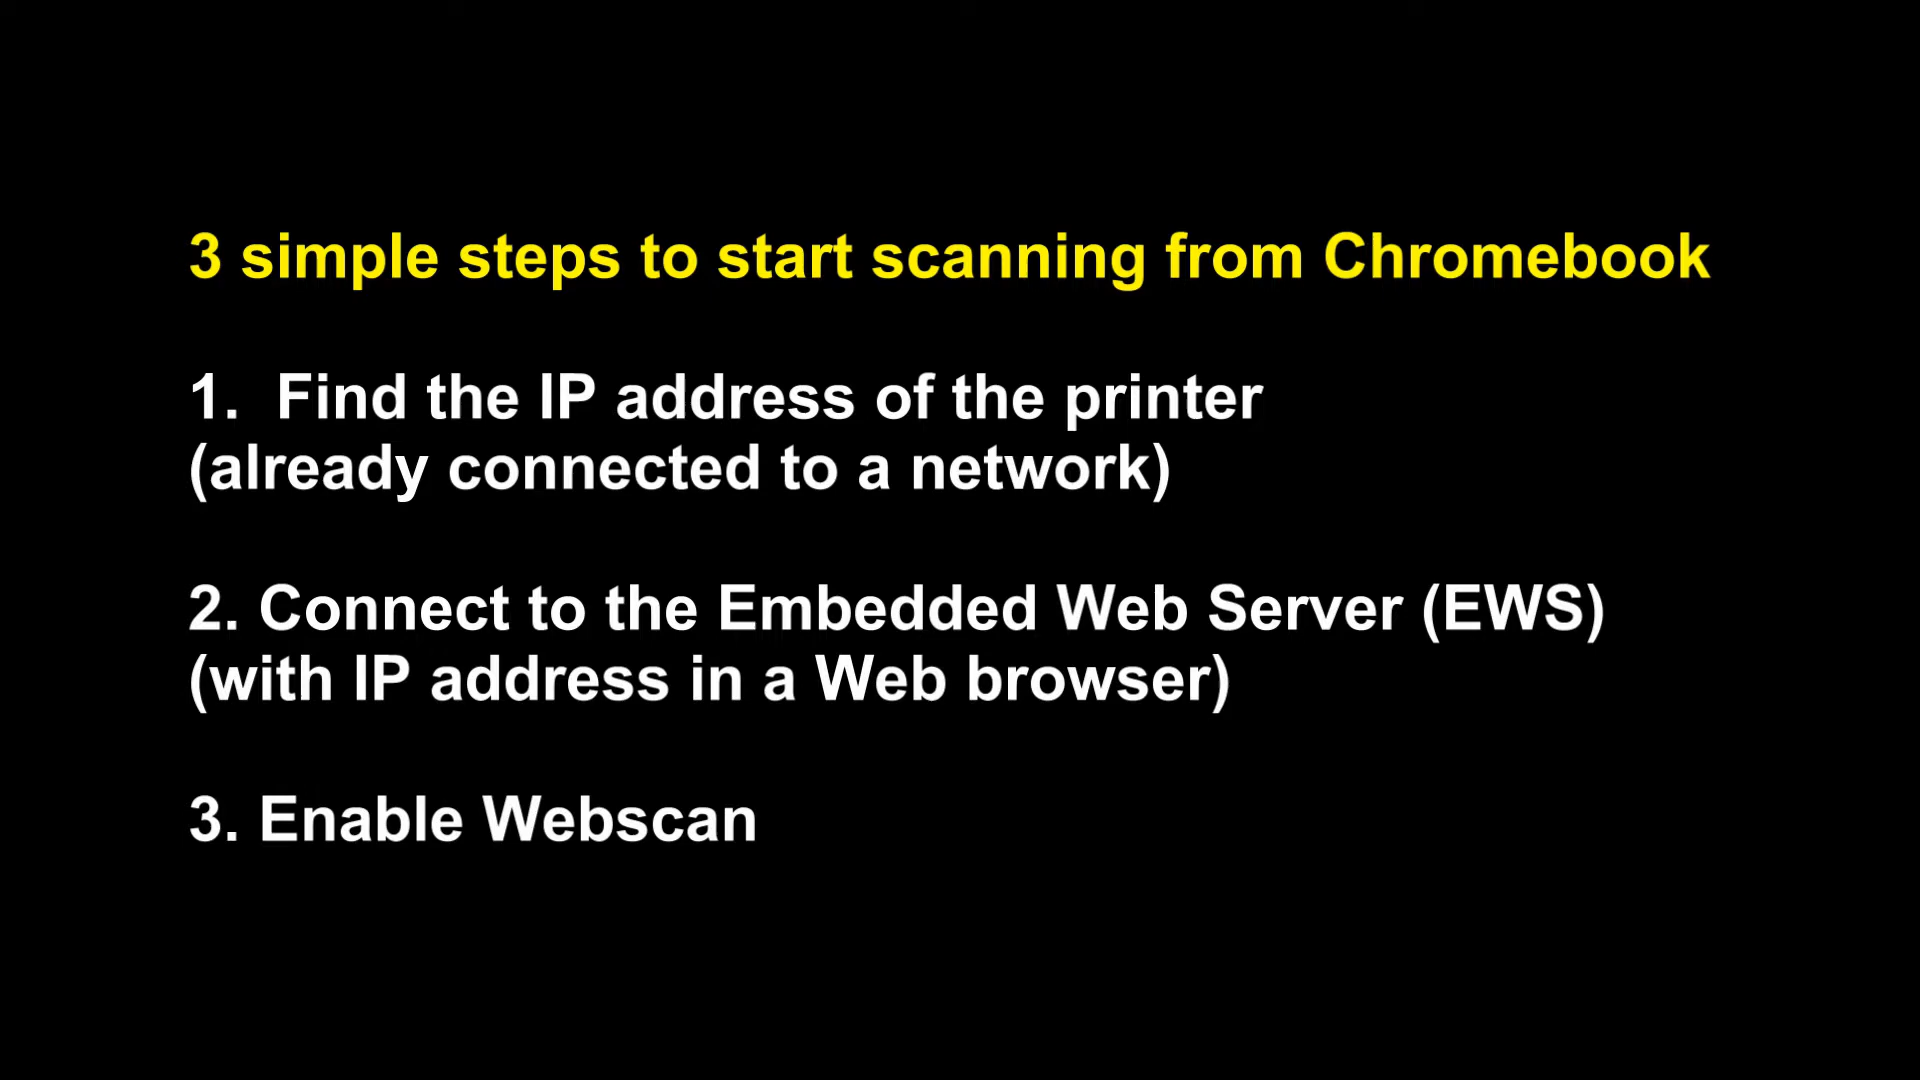 3 simple steps to start scanning from Chromebook
1.  Find the IP address of the printer
(already connected to a network)
2. Connect to the Embedded Web Server (EWS)
(with IP address in a Web browser)
3. Enable Webscan